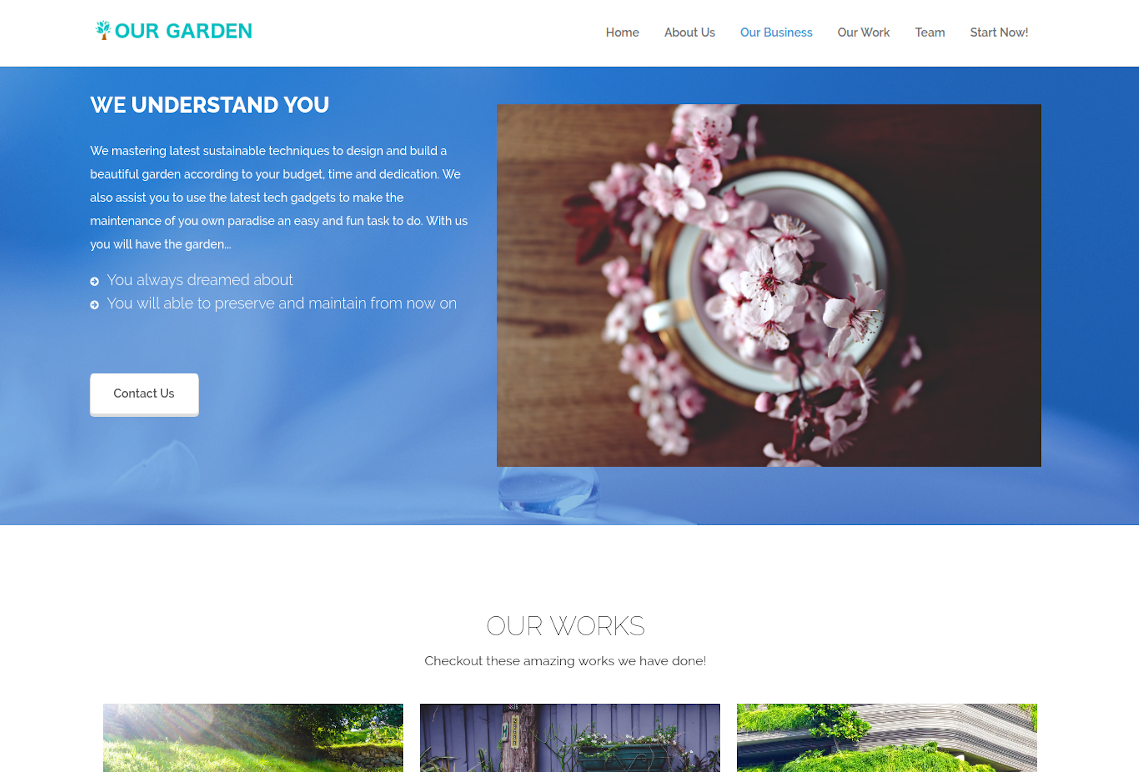 OUR GARDEN
Home
About Us
Our Business
Our Work
Team
Start Now!
WE UNDERSTAND YOU
We mastering latest sustainable techniques to design and build a
beautiful garden according to your budget, time and dedication. We
also assist you to use the latest tech gadgets to make the
maintenance of you own paradise an easy and fun task to do. With us
you will have the garden...
You always dreamed about
You will able to preserve and maintain from now on
Contact Us
OUR WORKS
Checkout these amazing works we have done!